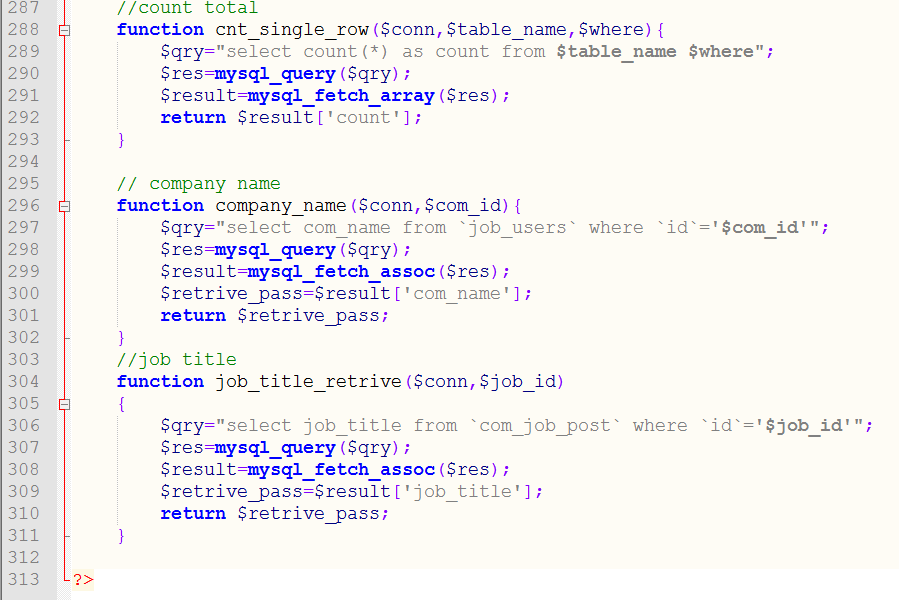 287 //count total
288 function cnt_single_row($conn,$table_name,$where){
289 $qry="select count(*) as count from $table_name $where";
290 $res=mysql_query($qry);
291 $result=mysql_fetch_array($res);
292 return $result['count'];
293 }
294
295 // company name
296 function company_name($conn,$com_id){
297 $qry="select com_name from `job_users` where `id`='$com_id'";
298 $res=mysql_query($qry);
299 $result=mysql_fetch_assoc($res);
300 $retrive_pass=$result['com_name'];
301 return $retrive_pass;
302 }
303 //job title
304 function job_title_retrive($conn,$job_id)
305 {
306 $qry="select job_title from `com_job_post` where `id`='$job_id'";
307 $res=mysql_query($qry);
308 $result=mysql_fetch_assoc($res);
309 $retrive_pass=$result['job_title'];
310 return $retrive_pass;
311 }
312
313 ?>